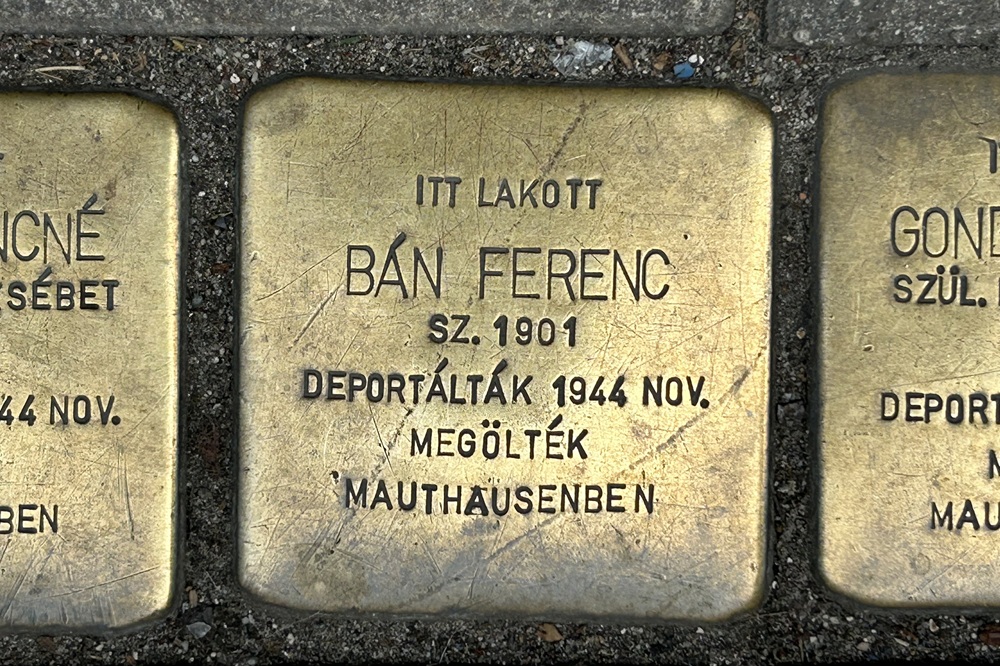 ITT LAKOTT
BÁN FERENC
SZ. 1901
DEPORTÁLTÁK 1944 NOV.
MEGÖLTÉK
MAUTHAUSENBEN
NCNÉ
SÉBET
44 NOV.
BEN
GOND
SZÜL.
DEPORT
MAU